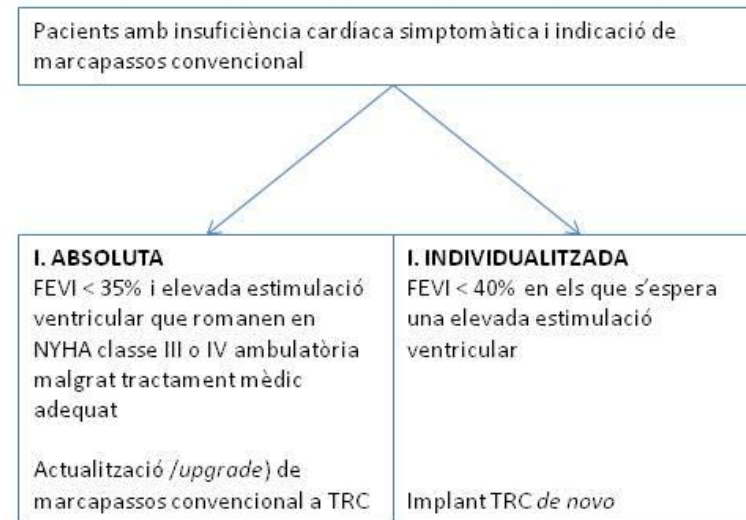 Pacients amb insuficiència cardíaca simptomàtica i indicació de
marcapassos convencional
I. ABSOLUTA
FEVI < 35% i elevada estimulació
ventricular que romanen en
NYHA classe III o IV ambulatòria
malgrat tractament mèdic
adequat
Actualització /upgrade) de
marcapassos convencional a TRC
I. INDIVIDUALITZADA
FEVI < 40% en els que s’espera
una elevada estimulació
ventricular
Implant TRC de novo